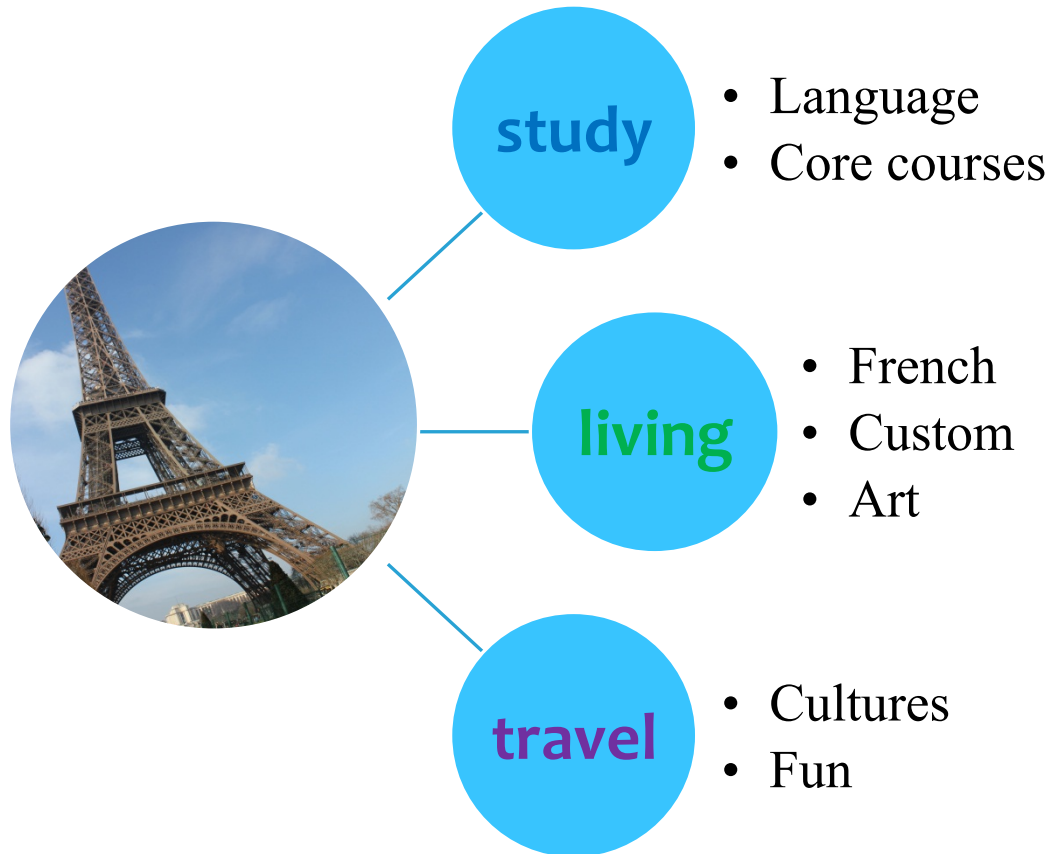 study
• Language
• Core courses
living
• French
• Custom
• Art
travel
• Cultures
• Fun